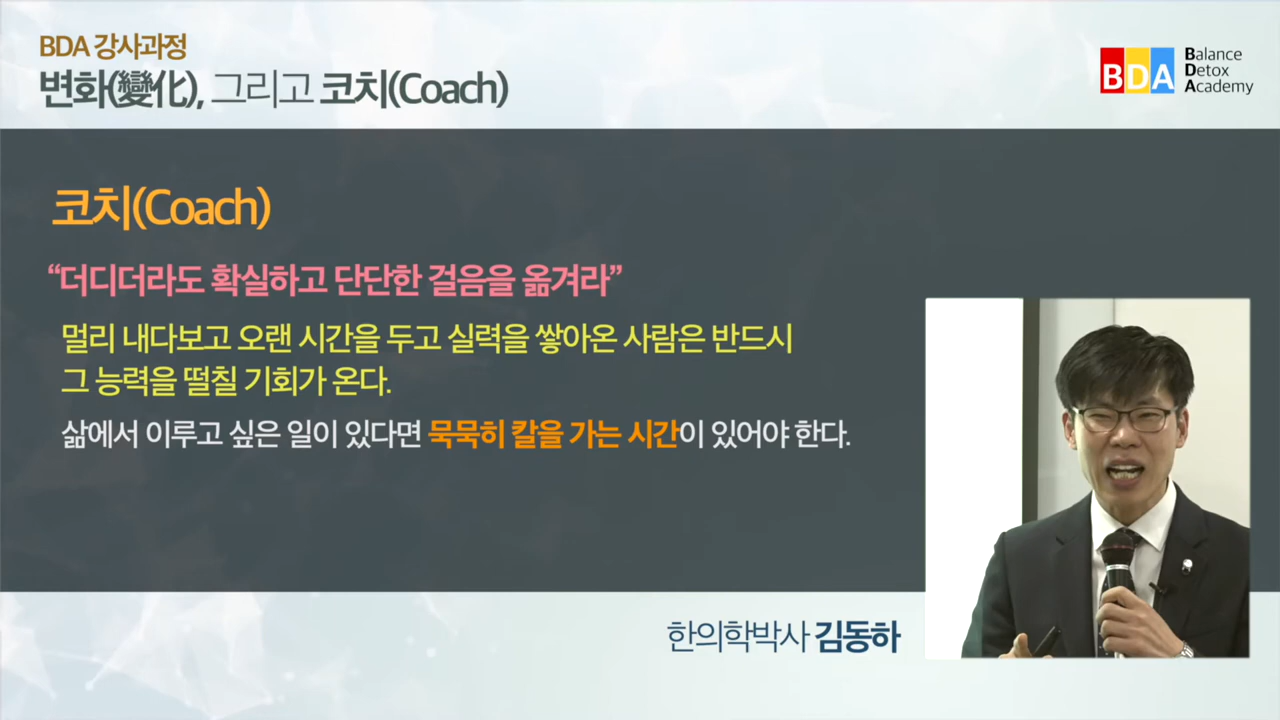 BDA 강사과정
변화(變化), 그리고 코치(Coach)
BDA
Balance
Detox
Academy
코치(Coach)
“더디더라도 확실하고 단단한 걸음을 옮겨라”
멀리 내다보고 오랜 시간을 두고 실력을 쌓아온 사람은 반드시
그 능력을 떨칠 기회가 온다.
삶에서 이루고 싶은 일이 있다면 묵묵히 칼을 가는 시간이 있어야 한다.
한의학박사 김동하